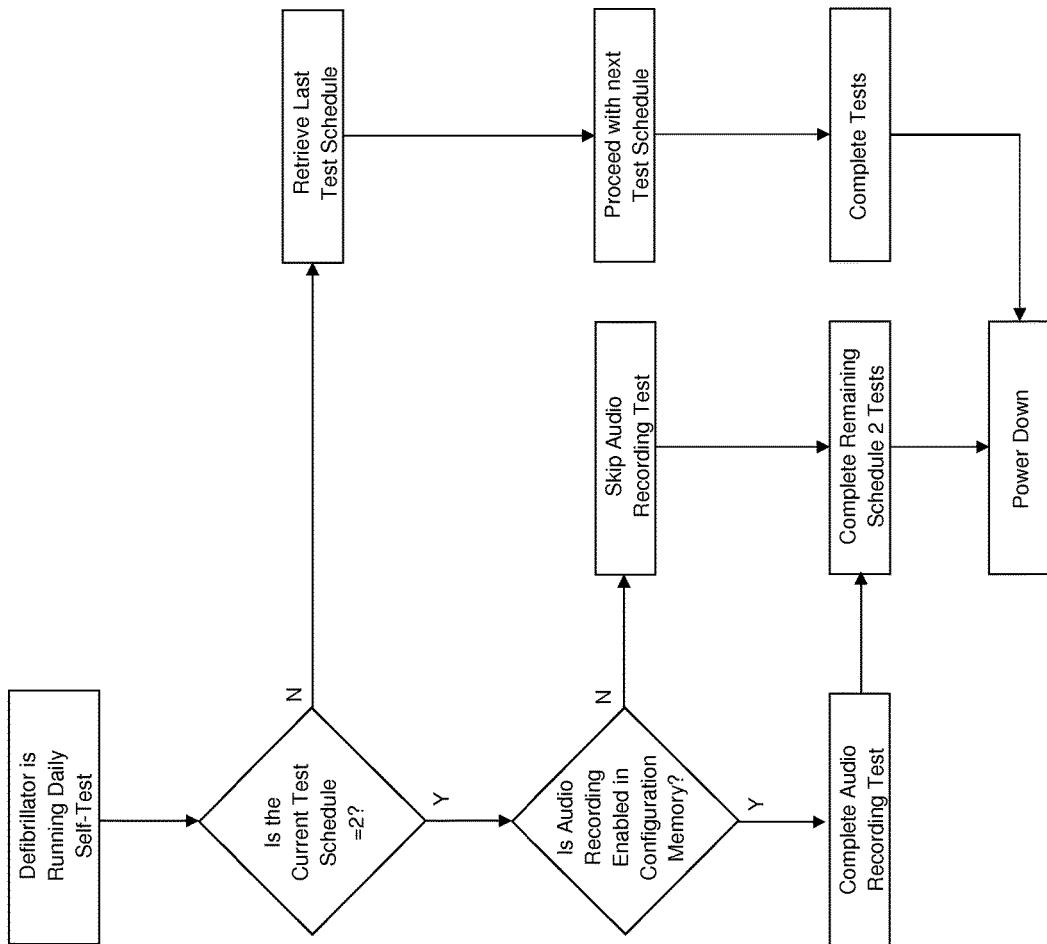 Defibrillator is
Running Daily
Self-Test
Is the
Current Test
Schedule
=2?
N
Y
Retrieve Last
Test Schedule
Is Audio
Recording
Enabled in
Configuration
Memory?
N
Y
Skip Audio
Recording Test
Proceed with next
Test Schedule
Complete Audio
Recording Test
Complete Remaining
Schedule 2 Tests
Complete Tests
Power Down